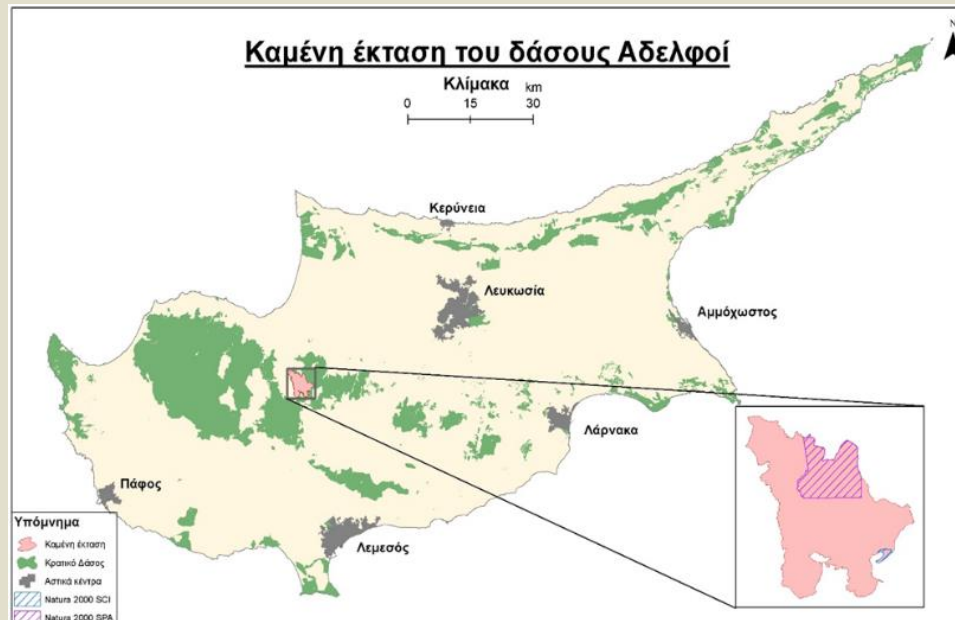 Καμένη έκταση του δάσους Αδελφοί
N
Κλίμακα km
0 15 30
Κερύνεια
Λευκωσία
Αμμόχωστος
Λάρνακα
Πάφος
Λεμεσός
Υπόμνημα
Καμένη έκταση
Κρατικό Δάσος
Αστικά κέντρα
Natura 2000 SCI
Natura 2000 SPA